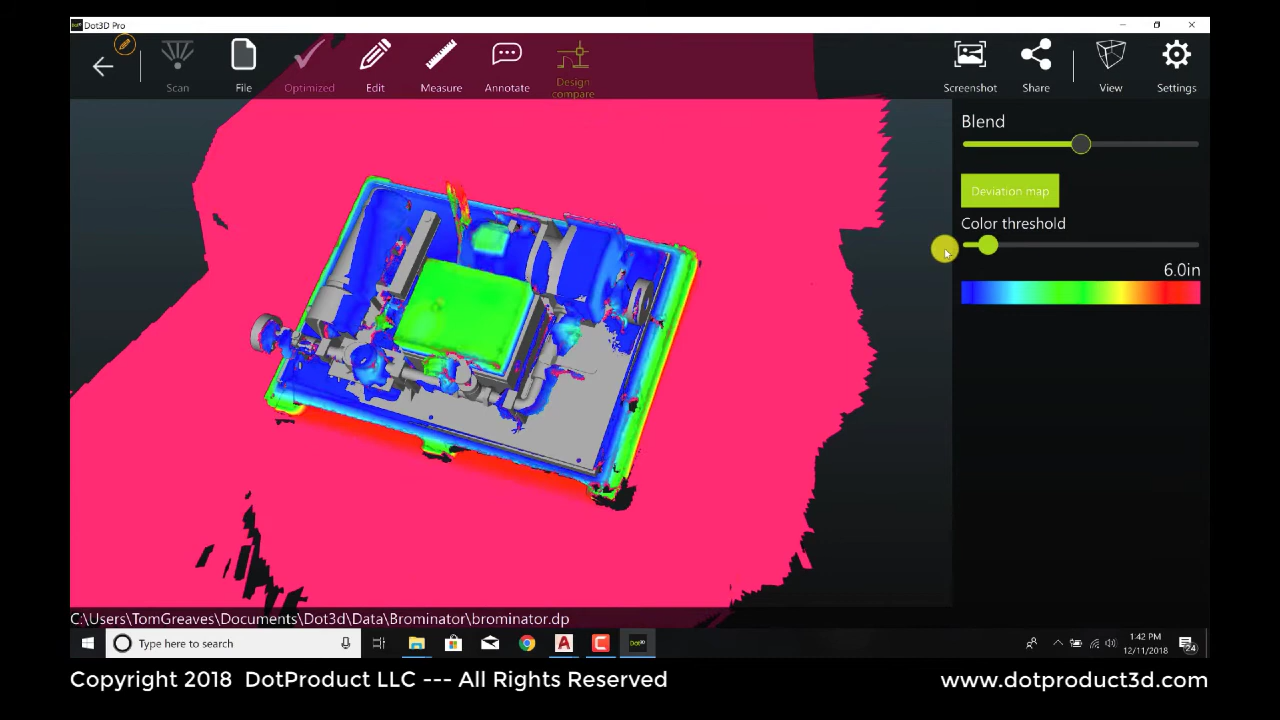 Dot3D Pro
Scan
File
Optimized
Edit
Measure
Annotate
Design
compare
Screenshot
Share
View
Settings
Blend
Deviation map
Color threshold
6.0in
C:\Users\TomGreaves\Documents\Dot3d\Data\Brominator\brominator.dp
Type here to search
1:42 PM
12/11/2018
24
Copyright 2018 DotProduct LLC --- All Rights Reserved
www.dotproduct3d.com